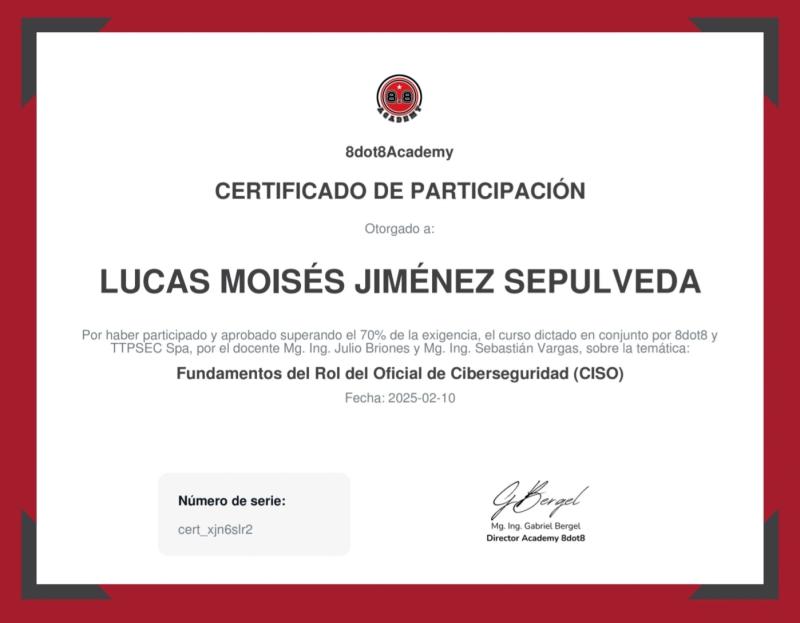 8.8
ACADEMY
8dot8Academy
CERTIFICADO DE PARTICIPACIÓN
Otorgado a:
LUCAS MOISÉS JIMÉNEZ SEPULVEDA
Por haber participado y aprobado superando el 70% de la exigencia, el curso dictado en conjunto por 8dot8 y
TTPSEC Spa, por el docente Mg. Ing. Julio Briones y Mg. Ing. Sebastián Vargas, sobre la temática:
Fundamentos del Rol del Oficial de Ciberseguridad (CISO)
Fecha: 2025-02-10
Número de serie:
cert_xjn6slr2
GBergel
Mg. Ing. Gabriel Bergel
Director Academy 8dot8